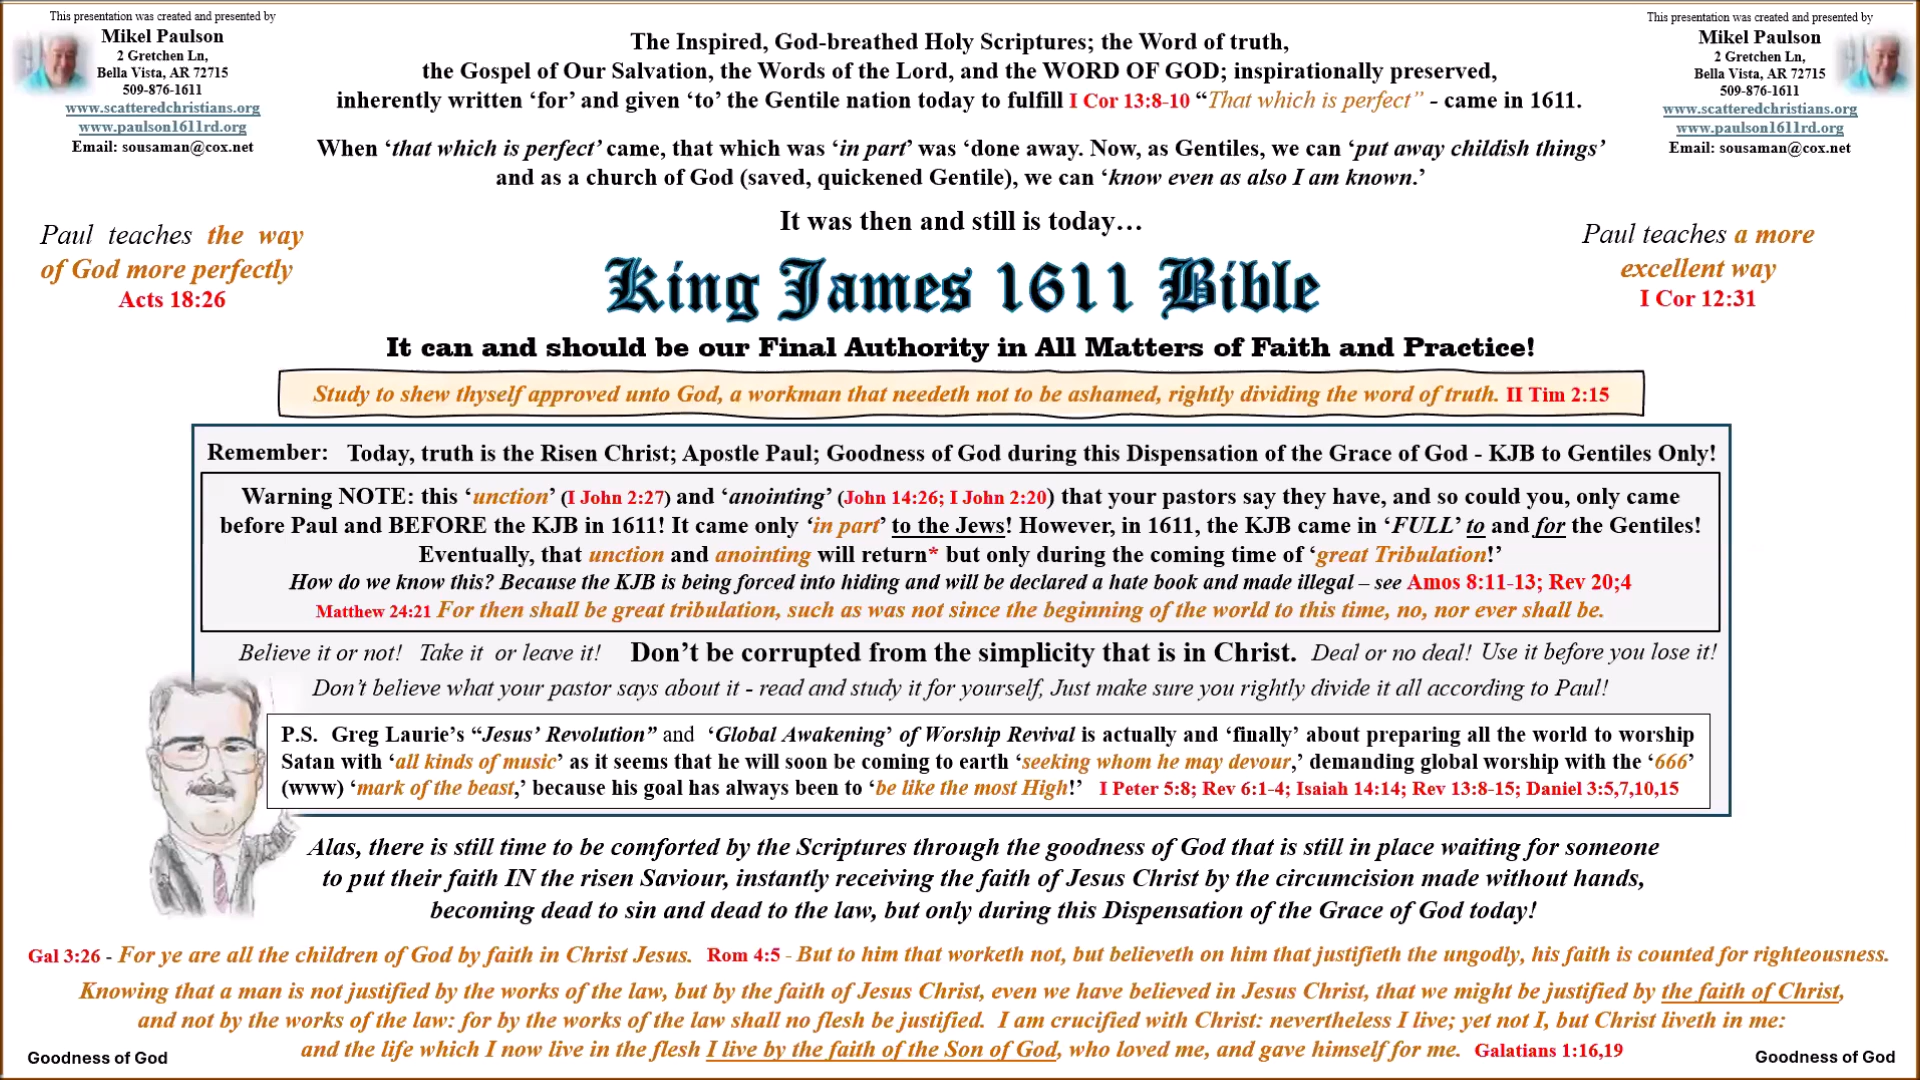 This presentation was created and presented by
Mikel Paulson
2 Gretchen Ln,
Bella Vista, AR 72715
509-876-1611
www.scatteredchristians.org
www.paulson1611rd.org
Email: sousaman@cox.net
The Inspired, God-breathed Holy Scriptures; the Word of truth,
the Gospel of Our Salvation, the Words of the Lord, and the WORD OF GOD; inspirationally preserved,
inherently written ‘for’ and given ‘to’ the Gentile nation today to fulfill I Cor 13:8-10 “That which is perfect” - came in 1611.
When ‘that which is perfect’ came, that which was ‘in part’ was ‘done away. Now, as Gentiles, we can ‘put away childish things’
and as a church of God (saved, quickened Gentile), we can ‘know even as also I am known.’
This presentation was created and presented by
Mikel Paulson
2 Gretchen Ln,
Bella Vista, AR 72715
509-876-1611
www.scatteredchristians.org
www.paulson1611rd.org
Email: sousaman@cox.net
Paul teaches the way
of God more perfectly
Acts 18:26
It was then and still is today…
King James 1611 Bible
Paul teaches a more
excellent way
I Cor 12:31
It can and should be our Final Authority in All Matters of Faith and Practice!
Study to shew thyself approved unto God, a workman that needeth not to be ashamed, rightly dividing the word of truth. II Tim 2:15
Remember: Today, truth is the Risen Christ; Apostle Paul; Goodness of God during this Dispensation of the Grace of God - KJB to Gentiles Only!
Warning NOTE: this ‘unction’ (I John 2:27) and ‘anointing’ (John 14:26; I John 2:20) that your pastors say they have, and so could you, only came
before Paul and BEFORE the KJB in 1611! It came only ‘in part’ to the Jews! However, in 1611, the KJB came in ‘FULL’ to and for the Gentiles!
Eventually, that unction and anointing will return* but only during the coming time of ‘great Tribulation!’
How do we know this? Because the KJB is being forced into hiding and will be declared a hate book and made illegal – see Amos 8:11-13; Rev 20;4
Matthew 24:21 For then shall be great tribulation, such as was not since the beginning of the world to this time, no, nor ever shall be.
Believe it or not! Take it or leave it! Don’t be corrupted from the simplicity that is in Christ. Deal or no deal! Use it before you lose it!
Don’t believe what your pastor says about it - read and study it for yourself, Just make sure you rightly divide it all according to Paul!
P.S. Greg Laurie’s “Jesus’ Revolution” and ‘Global Awakening’ of Worship Revival is actually and ‘finally’ about preparing all the world to worship
Satan with ‘all kinds of music’ as it seems that he will soon be coming to earth ‘seeking whom he may devour,’ demanding global worship with the ‘666’
(www) ‘mark of the beast,’ because his goal has always been to ‘be like the most High!’ I Peter 5:8; Rev 6:1-4; Isaiah 14:14; Rev 13:8-15; Daniel 3:5,7,10,15
Alas, there is still time to be comforted by the Scriptures through the goodness of God that is still in place waiting for someone
to put their faith IN the risen Saviour, instantly receiving the faith of Jesus Christ by the circumcision made without hands,
becoming dead to sin and dead to the law, but only during this Dispensation of the Grace of God today!
Gal 3:26 - For ye are all the children of God by faith in Christ Jesus. Rom 4:5 - But to him that worketh not, but believeth on him that justifieth the ungodly, his faith is counted for righteousness.
Knowing that a man is not justified by the works of the law, but by the faith of Jesus Christ, even we have believed in Jesus Christ, that we might be justified by the faith of Christ,
and not by the works of the law: for by the works of the law shall no flesh be justified. I am crucified with Christ: nevertheless I live; yet not I, but Christ liveth in me:
and the life which I now live in the flesh I live by the faith of the Son of God, who loved me, and gave himself for me. Galatians 1:16,19
Goodness of God
Goodness of God